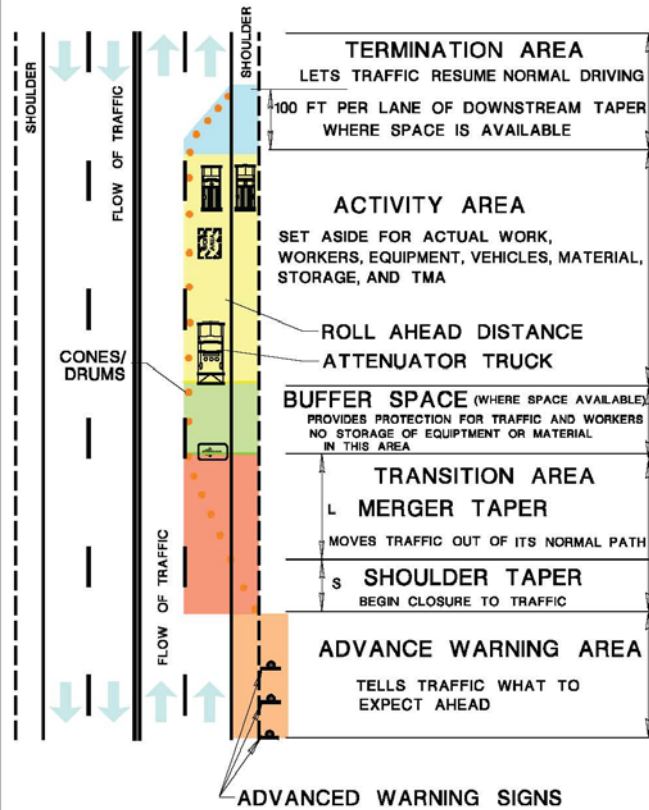 SHOULDER
FLOW OF TRAFFIC
SHOULDER
TERMINATION AREA
LETS TRAFFIC RESUME NORMAL DRIVING
100 FT PER LANE OF DOWNSTREAM TAPER
WHERE SPACE IS AVAILABLE
ACTIVITY AREA
SET ASIDE FOR ACTUAL WORK,
WORKERS, EQUIPMENT, VEHICLES, MATERIAL,
STORAGE, AND TMA
ROLL AHEAD DISTANCE
ATTENUATOR TRUCK
CONES/
DRUMS
BUFFER SPACE (WHERE SPACE AVAILABLE)
PROVIDES PROTECTION FOR TRAFFIC AND WORKERS
NO STORAGE OF EQUIPTMENT OR MATERIAL
IN THIS AREA
TRANSITION AREA
L MERGER TAPER
MOVES TRAFFIC OUT OF ITS NORMAL PATH
S SHOULDER TAPER
BEGIN CLOSURE TO TRAFFIC
FLOW OF TRAFFIC
ADVANCE WARNING AREA
TELLS TRAFFIC WHAT TO
EXPECT AHEAD
ADVANCED WARNING SIGNS